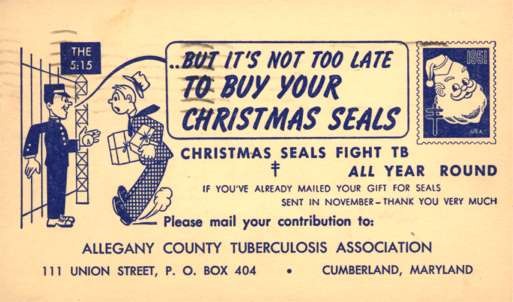 THE
5:15
..BUT IT'S NOT TOO LATE
TO BUY YOUR
CHRISTMAS SEALS
1951
U.S.A.
CHRISTMAS SEALS FIGHT TB
‡ ALL YEAR ROUND
IF YOU'VE ALREADY MAILED YOUR GIFT FOR SEALS
SENT IN NOVEMBER—THANK YOU VERY MUCH
Please mail your contribution to:
ALLEGANY COUNTY TUBERCULOSIS ASSOCIATION
111 UNION STREET, P. O. BOX 404 • CUMBERLAND, MARYLAND